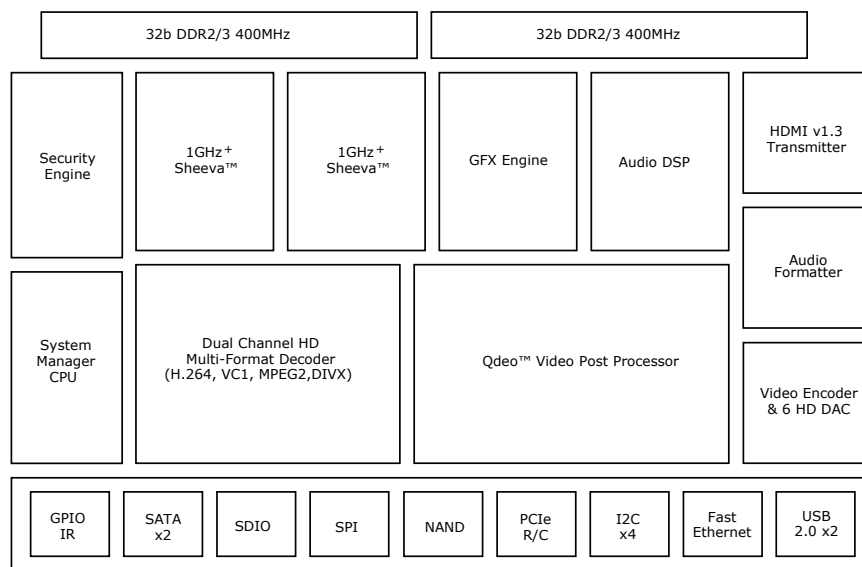 32b DDR2/3 400MHz
32b DDR2/3 400MHz
Security
Engine
1GHz+
Sheeva™
1GHz+
Sheeva™
GFX Engine
Audio DSP
HDMI v1.3
Transmitter
Audio
Formatter
System
Manager
CPU
Dual Channel HD
Multi-Format Decoder
(H.264, VC1, MPEG2,DIVX)
Qdeo™ Video Post Processor
Video Encoder
& 6 HD DAC
GPIO
IR
SATA
x2
SDIO
SPI
NAND
PCIe
R/C
I2C
x4
Fast
Ethernet
USB
2.0 x2